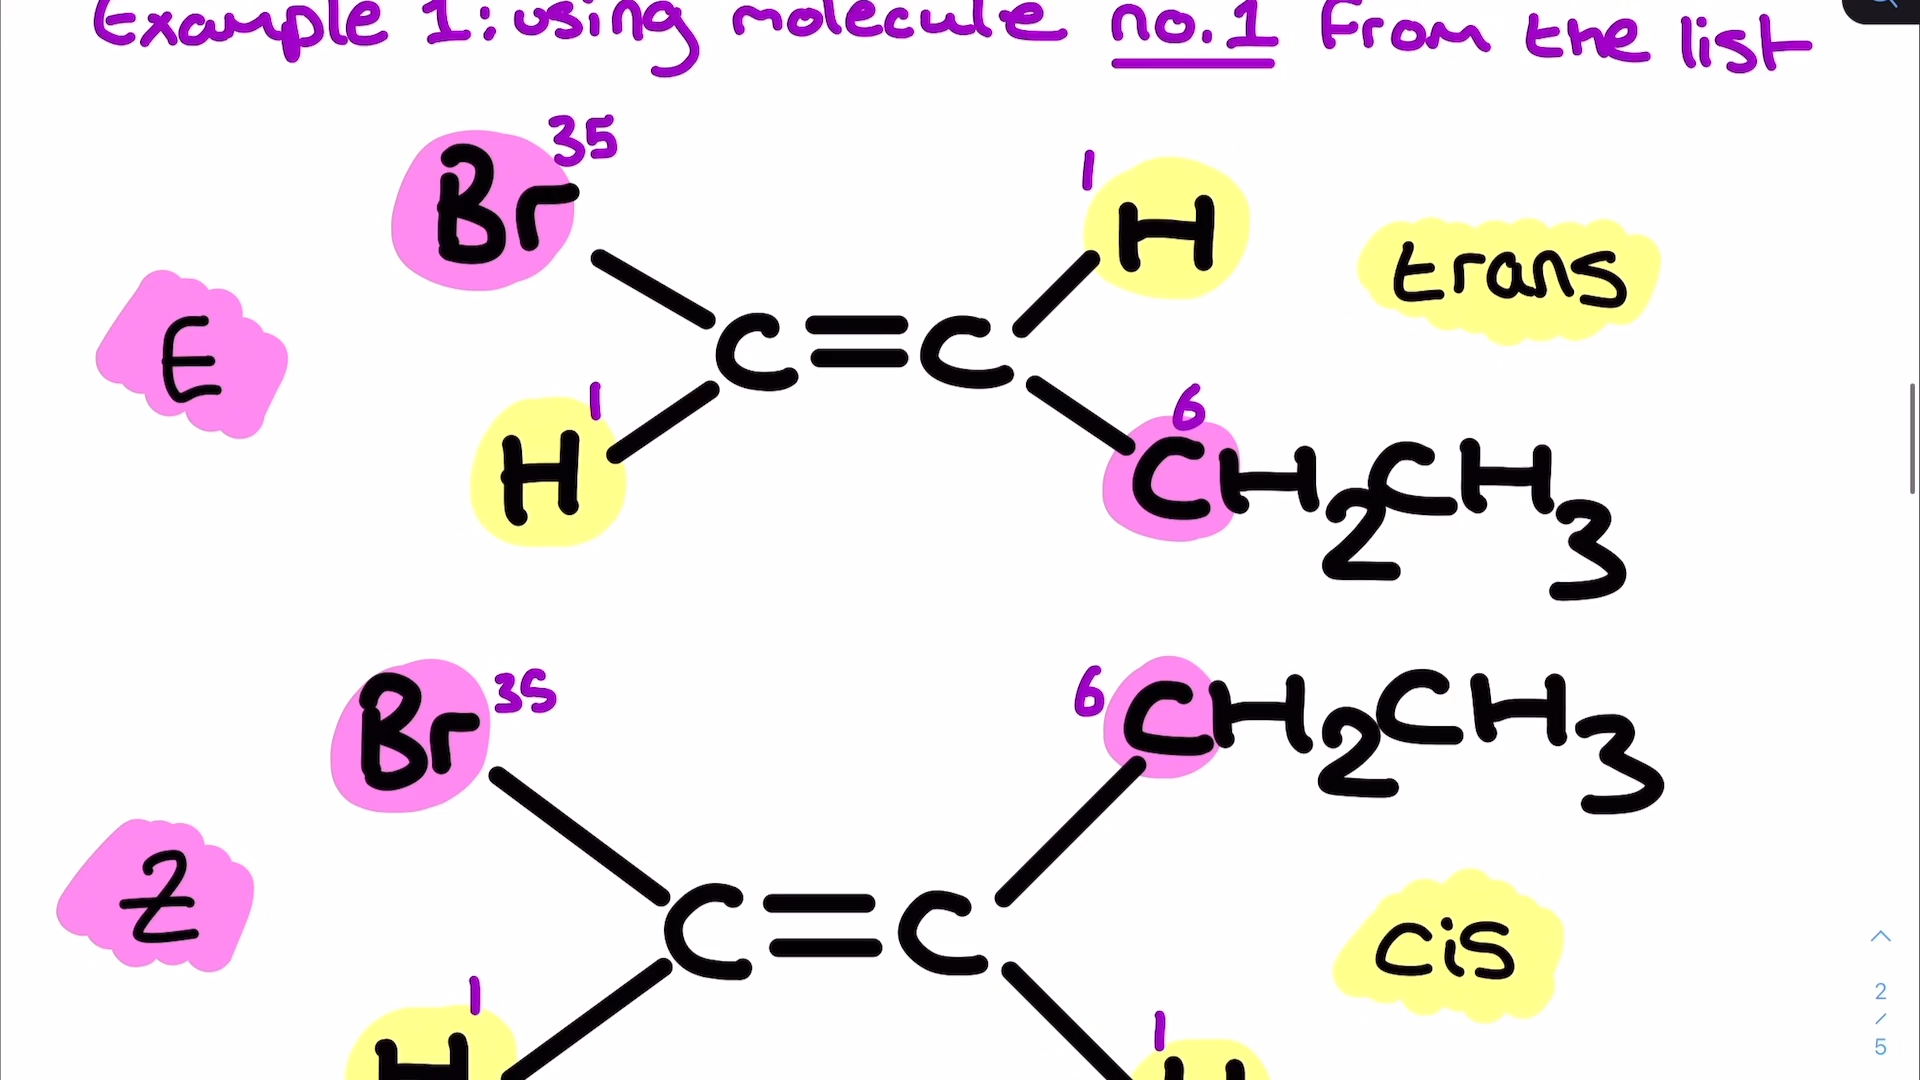 Example 1: using molecule no.1 from the list
Br 35
1 H
trans
E
C=C
H 1
6
CH2CH3
Br 35
6 CH2CH3
Z
C=C
cis
1
H
1
H
2
/
5